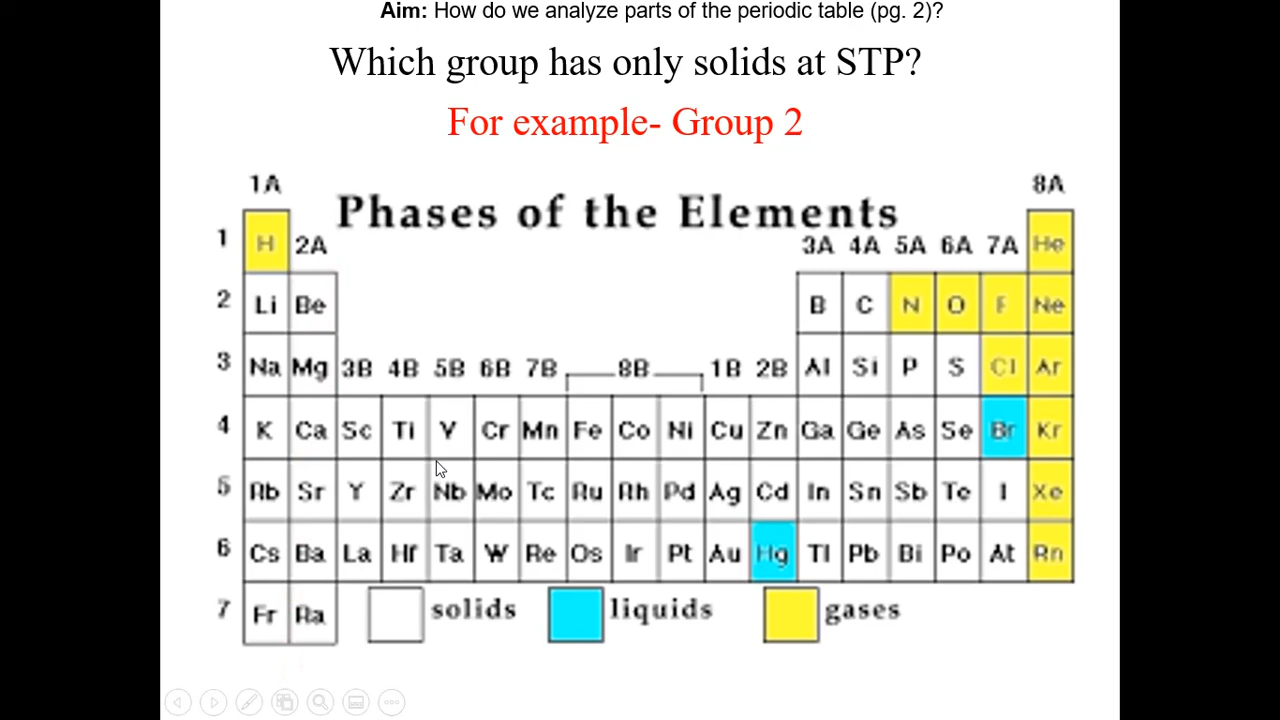 Aim: How do we analyze parts of the periodic table (pg. 2)?
Which group has only solids at STP?
For example- Group 2
1A 8A
Phases of the Elements
1 H 2A 3A 4A 5A 6A 7A He
2 Li Be B C N O F Ne
3 Na Mg 3B 4B 5B 6B 7B 8B 1B 2B Al Si P S Cl Ar
4 K Ca Sc Ti V Cr Mn Fe Co Ni Cu Zn Ga Ge As Se Br Kr
5 Rb Sr Y Zr Nb Mo Tc Ru Rh Pd Ag Cd In Sn Sb Te I Xe
6 Cs Ba La Hf Ta W Re Os Ir Pt Au Hg Tl Pb Bi Po At Rn
7 Fr Ra solids liquids gases